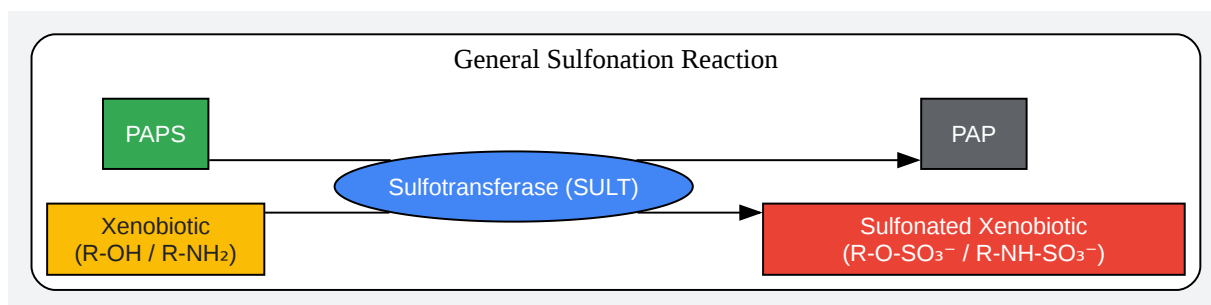 General Sulfonation Reaction
PAPS
PAP
Sulfotransferase (SULT)
Xenobiotic
(R-OH / R-NH₂)
Sulfonated Xenobiotic
(R-O-SO₃⁻ / R-NH-SO₃⁻)